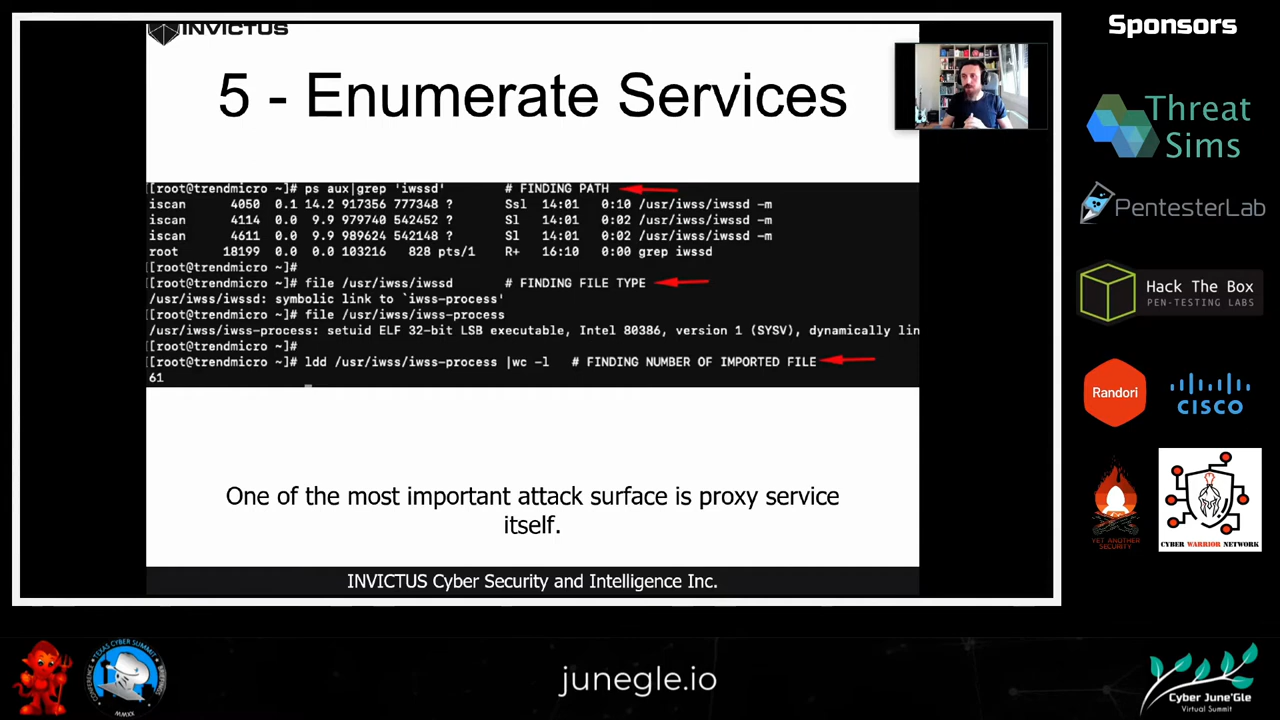 INVICTUS
5 - Enumerate Services
[root@trendmicro ~]# ps aux|grep 'iwssd' # FINDING PATH
iscan 4050 0.1 14.2 917356 777348 ? Ssl 14:01 0:10 /usr/iwss/iwssd -m
iscan 4114 0.0 9.9 979740 542452 ? Sl 14:01 0:02 /usr/iwss/iwssd -m
iscan 4611 0.0 9.9 989624 542148 ? Sl 14:01 0:02 /usr/iwss/iwssd -m
root 18199 0.0 0.0 103216 828 pts/1 R+ 16:10 0:00 grep iwssd
[root@trendmicro ~]#
[root@trendmicro ~]# file /usr/iwss/iwssd # FINDING FILE TYPE
/usr/iwss/iwssd: symbolic link to `iwss-process'
[root@trendmicro ~]# file /usr/iwss/iwss-process
/usr/iwss/iwss-process: setuid ELF 32-bit LSB executable, Intel 80386, version 1 (SYSV), dynamically lin
[root@trendmicro ~]#
[root@trendmicro ~]# ldd /usr/iwss/iwss-process |wc -l # FINDING NUMBER OF IMPORTED FILE
61
One of the most important attack surface is proxy service
itself.
INVICTUS Cyber Security and Intelligence Inc.
Sponsors
Threat
Sims
PentesterLab
Hack The Box
PEN-TESTING LABS
Randori
CISCO
YET ANOTHER
SECURITY
CYBER WARRIOR NETWORK
TEXAS CYBER SUMMIT
CONFERENCE
BRIEFINGS
MMXX
junegle.io
Cyber June'Gle
Virtual Summit